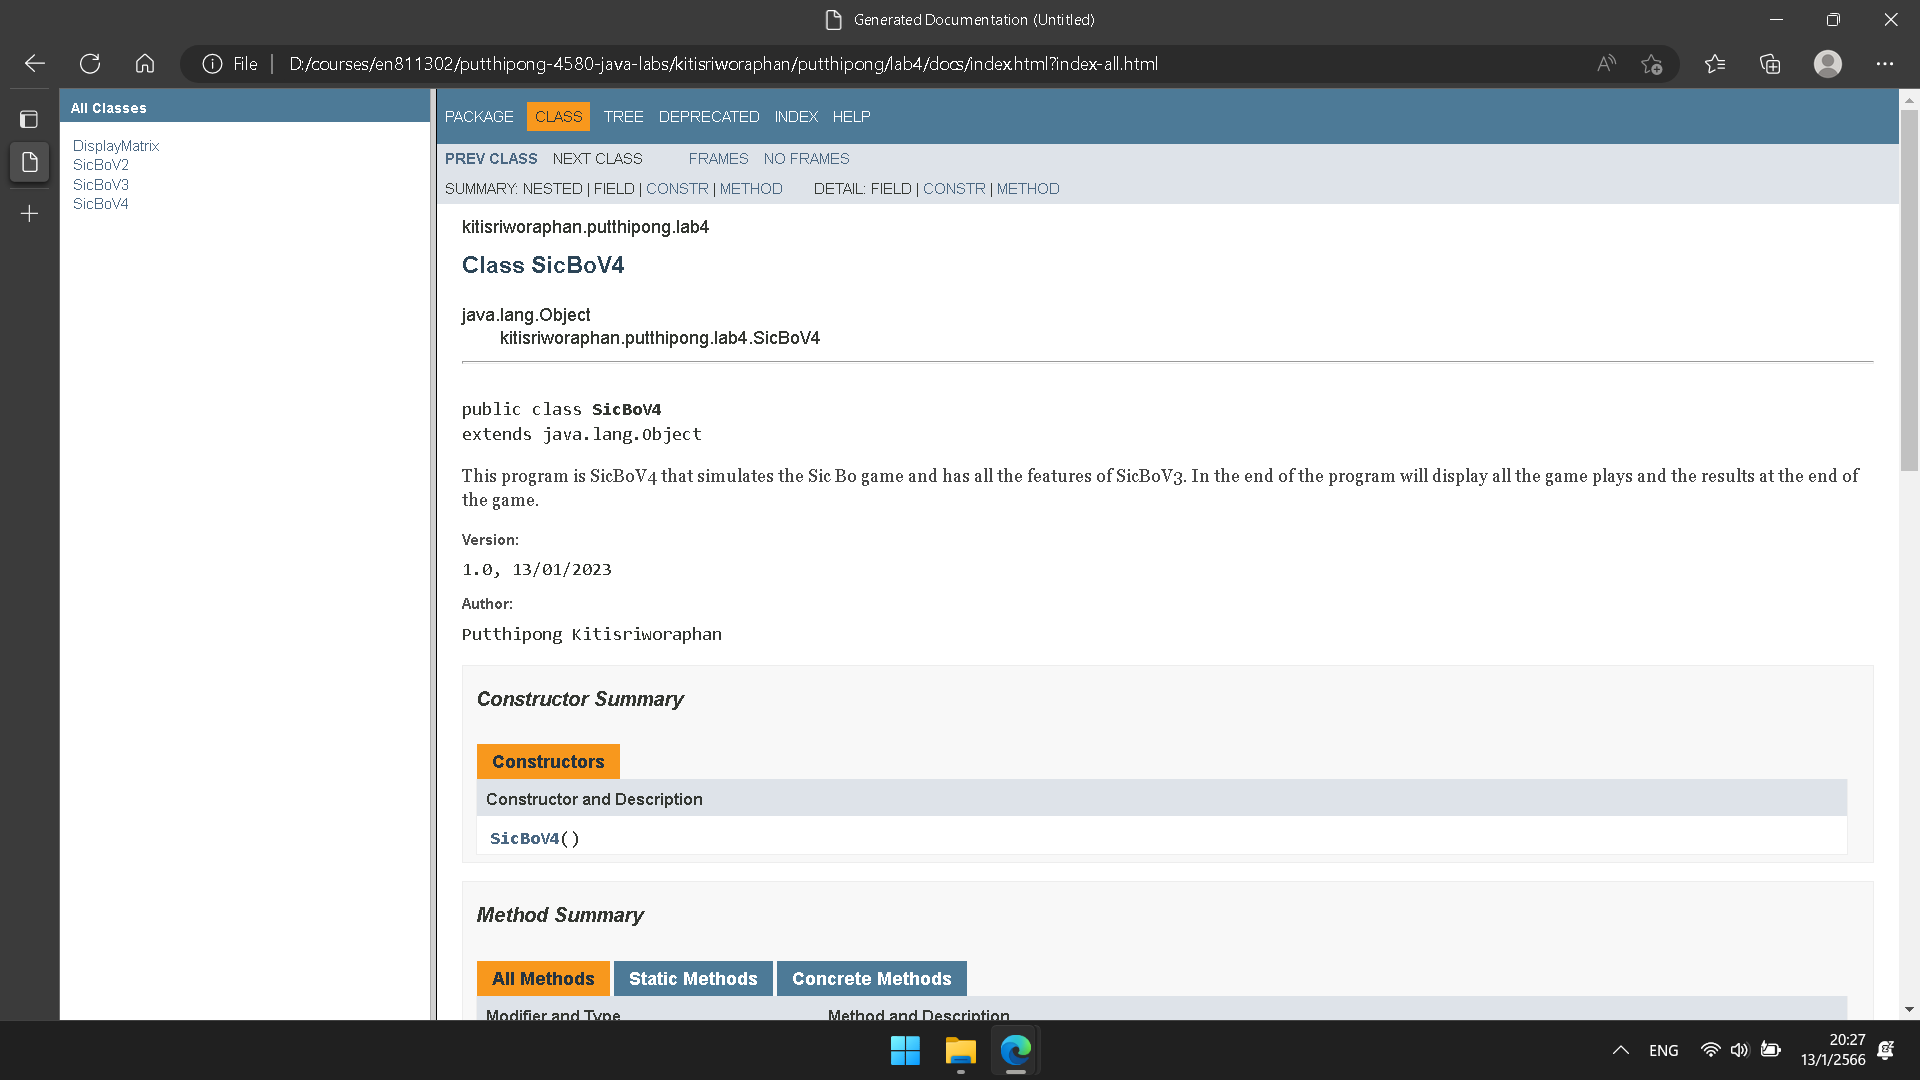 Generated Documentation (Untitled)
File | D:/courses/en811302/putthipong-4580-java-labs/kitisriworaphan/putthipong/lab4/docs/index.html?index-all.html
All Classes
DisplayMatrix
SicBoV2
SicBoV3
SicBoV4
PACKAGE CLASS TREE DEPRECATED INDEX HELP
PREV CLASS NEXT CLASS FRAMES NO FRAMES
SUMMARY: NESTED | FIELD | CONSTR | METHOD DETAIL: FIELD | CONSTR | METHOD
kitisriworaphan.putthipong.lab4
Class SicBoV4
java.lang.Object
kitisriworaphan.putthipong.lab4.SicBoV4
public class SicBoV4
extends java.lang.Object
This program is SicBoV4 that simulates the Sic Bo game and has all the features of SicBoV3. In the end of the program will display all the game plays and the results at the end of
the game.
Version:
1.0, 13/01/2023
Author:
Putthipong Kitisriworaphan
Constructor Summary
Constructors
Constructor and Description
SicBoV4()
Method Summary
All Methods Static Methods Concrete Methods
Modifier and Type Method and Description
ENG
20:27
13/1/2566